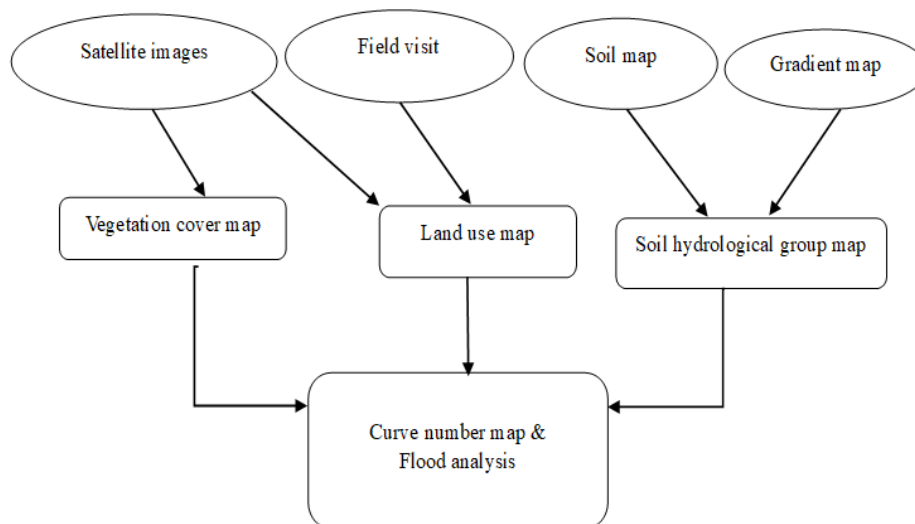 Satellite images
Field visit
Soil map
Gradient map
Vegetation cover map
Land use map
Soil hydrological group map
Curve number map &
Flood analysis